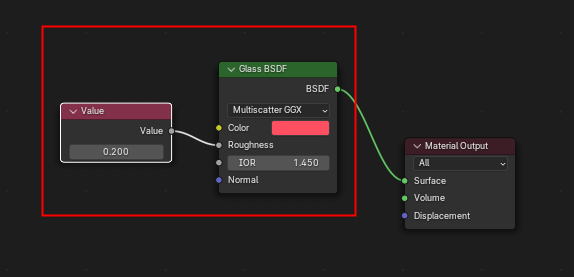 Value
Value
0.200
Glass BSDF
BSDF
Multiscatter GGX
Color
Roughness
IOR 1.450
Normal
Material Output
All
Surface
Volume
Displacement